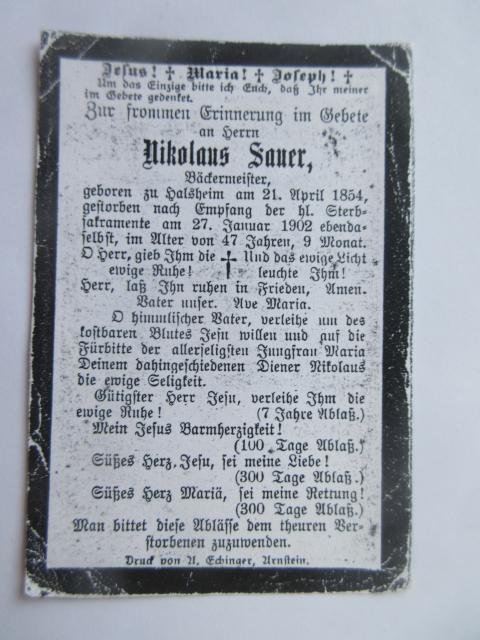 Jesus! † Maria! † Joseph! †
Um das Einzige bitte ich Euch, daß Ihr meiner
im Gebete gedenket.
Zur frommen Erinnerung im Gebete
an Herrn
Nikolaus Sauer,
Bäckermeister,
geboren zu Halsheim am 21. April 1854,
gestorben nach Empfang der hl. Sterb-
sakramente am 27. Januar 1902 ebenda-
selbst, im Alter von 47 Jahren, 9 Monat.
O Herr, gieb Ihm die † Und das ewige Licht
ewige Ruhe! leuchte Ihm!
Herr, laß Ihn ruhen in Frieden, Amen.
Vater unser. Ave Maria.
O himmlischer Vater, verleihe um des
kostbaren Blutes Jesu willen und auf die
Fürbitte der allerseligsten Jungfrau Maria
Deinem dahingeschiedenen Diener Nikolaus
die ewige Seligkeit.
Gütigster Herr Jesu, verleihe Ihm die
ewige Ruhe! (7 Jahre Ablaß.)
Mein Jesus Barmherzigkeit!
(100 Tage Ablaß.)
Süßes Herz Jesu, sei meine Liebe!
(300 Tage Ablaß.)
Süßes Herz Mariä, sei meine Rettung!
(300 Tage Ablaß.)
Man bittet diese Ablässe dem theuren Ver-
storbenen zuzuwenden.
Druck von A. Echinger, Arnstein.